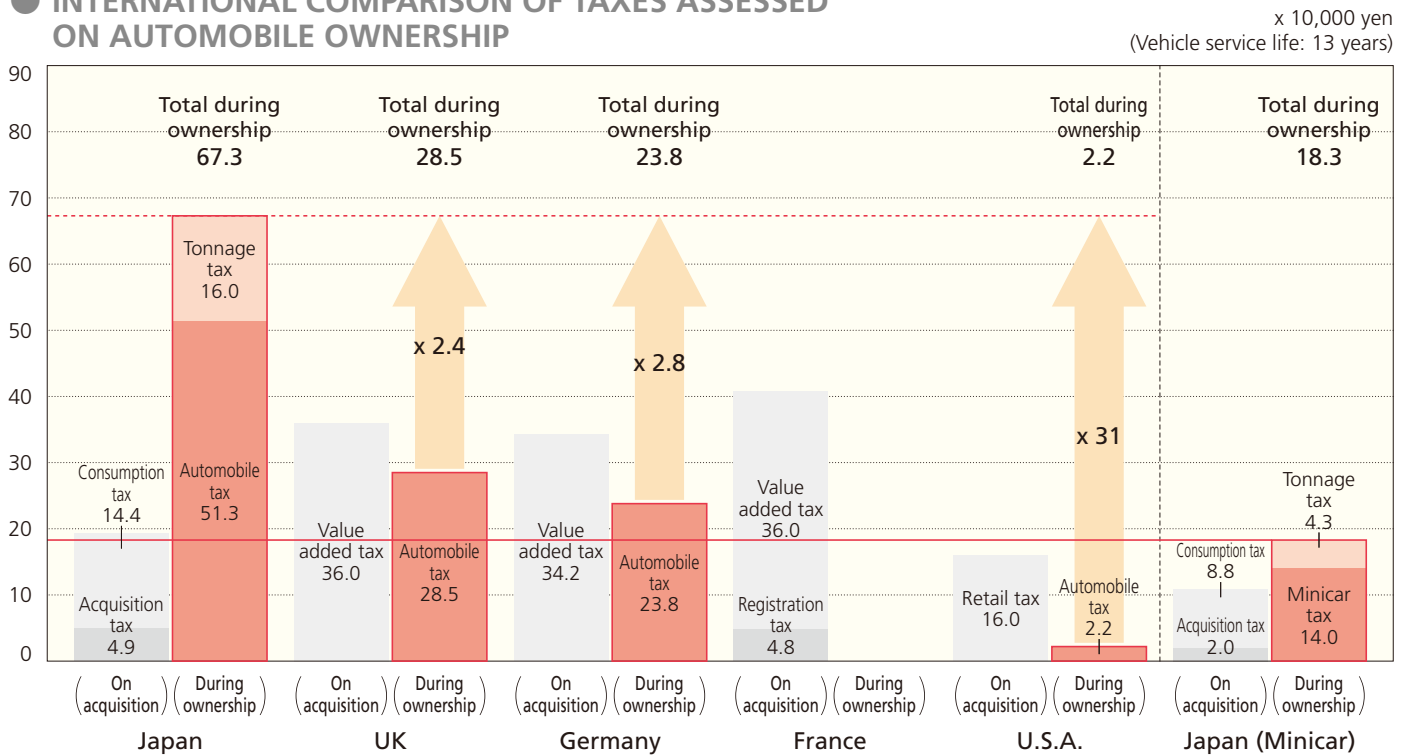 INTERNATIONAL COMPARISON OF TAXES ASSESSED
ON AUTOMOBILE OWNERSHIP
x 10,000 yen
(Vehicle service life: 13 years)
90
80
70
60
50
40
30
20
10
0
Total during
ownership
67.3
Total during
ownership
28.5
Total during
ownership
23.8
Total during
ownership
2.2
Total during
ownership
18.3
Tonnage
tax
16.0
Automobile
tax
51.3
Consumption
tax
14.4
Acquisition
tax
4.9
Value
added tax
36.0
x 2.4
Automobile
tax
28.5
Value
added tax
34.2
x 2.8
Automobile
tax
23.8
Value
added tax
36.0
Registration
tax
4.8
Retail tax
16.0
x 31
Automobile
tax
2.2
Consumption tax
8.8
Acquisition tax
2.0
Tonnage
tax
4.3
Minicar
tax
14.0
(On acquisition)
(During ownership)
(On acquisition)
(During ownership)
(On acquisition)
(During ownership)
(On acquisition)
(During ownership)
(On acquisition)
(During ownership)
(On acquisition)
(During ownership)
Japan
UK
Germany
France
U.S.A.
Japan (Minicar)